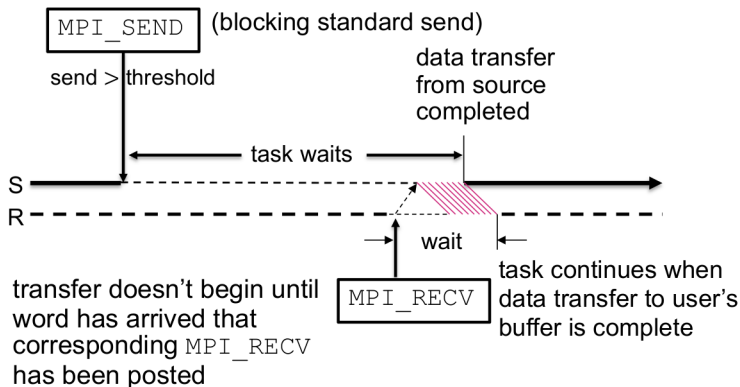 MPI_SEND (blocking standard send)
send > threshold
data transfer
from source
completed
task waits
S
R
wait
MPI_RECV
task continues when
data transfer to user's
buffer is complete
transfer doesn't begin until
word has arrived that
corresponding MPI_RECV
has been posted